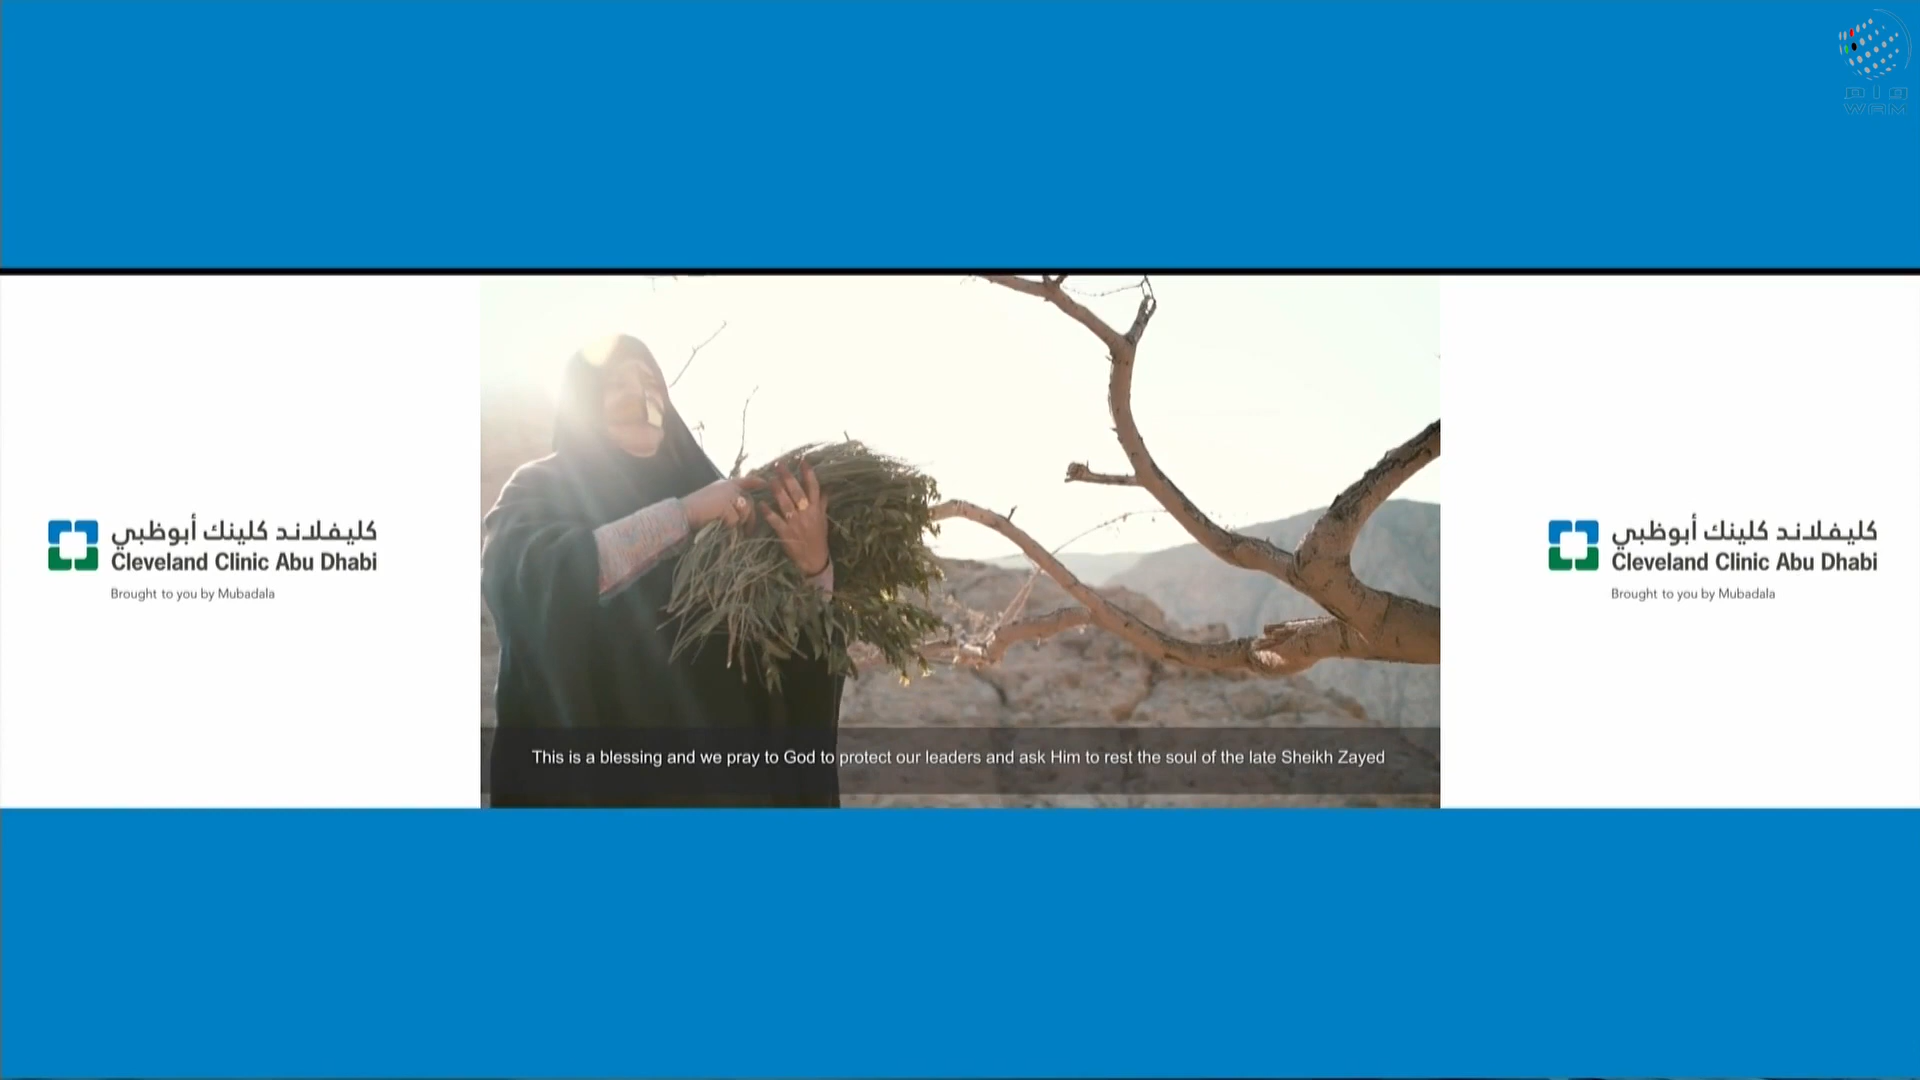 وام
WAM
كليفلاند كلينك أبوظبي
Cleveland Clinic Abu Dhabi
Brought to you by Mubadala
This is a blessing and we pray to God to protect our leaders and ask Him to rest the soul of the late Sheikh Zayed
كليفلاند كلينك أبوظبي
Cleveland Clinic Abu Dhabi
Brought to you by Mubadala